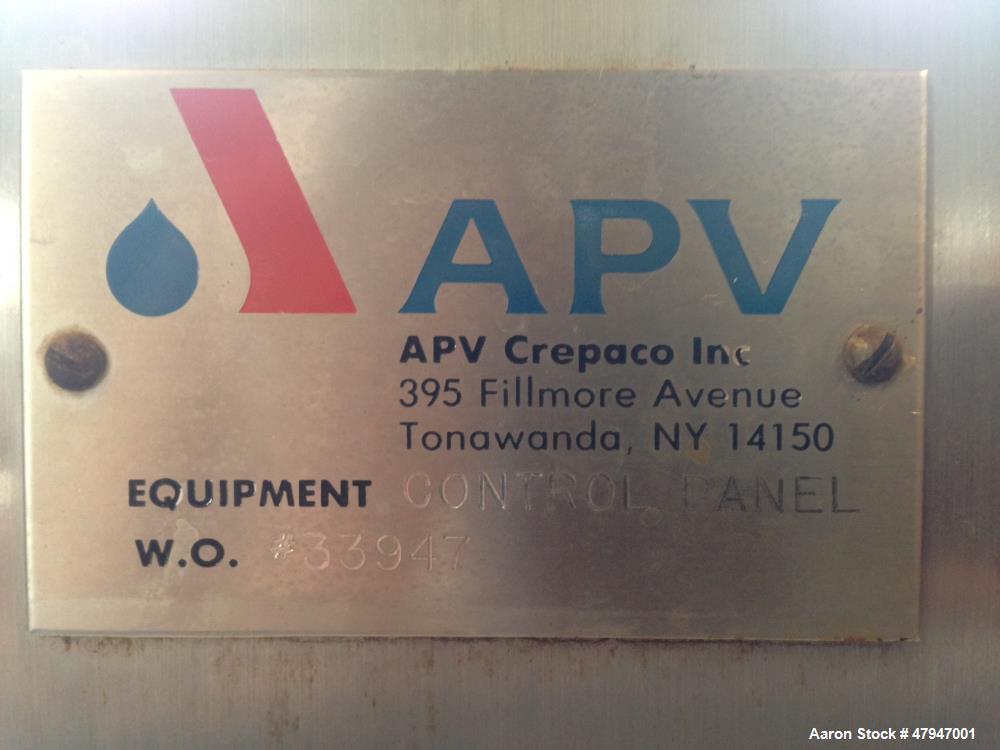 APV
APV Crepaco Inc
395 Fillmore Avenue
Tonawanda, NY 14150
EQUIPMENT CONTROL PANEL
W.O. #33947
Aaron Stock # 47947001